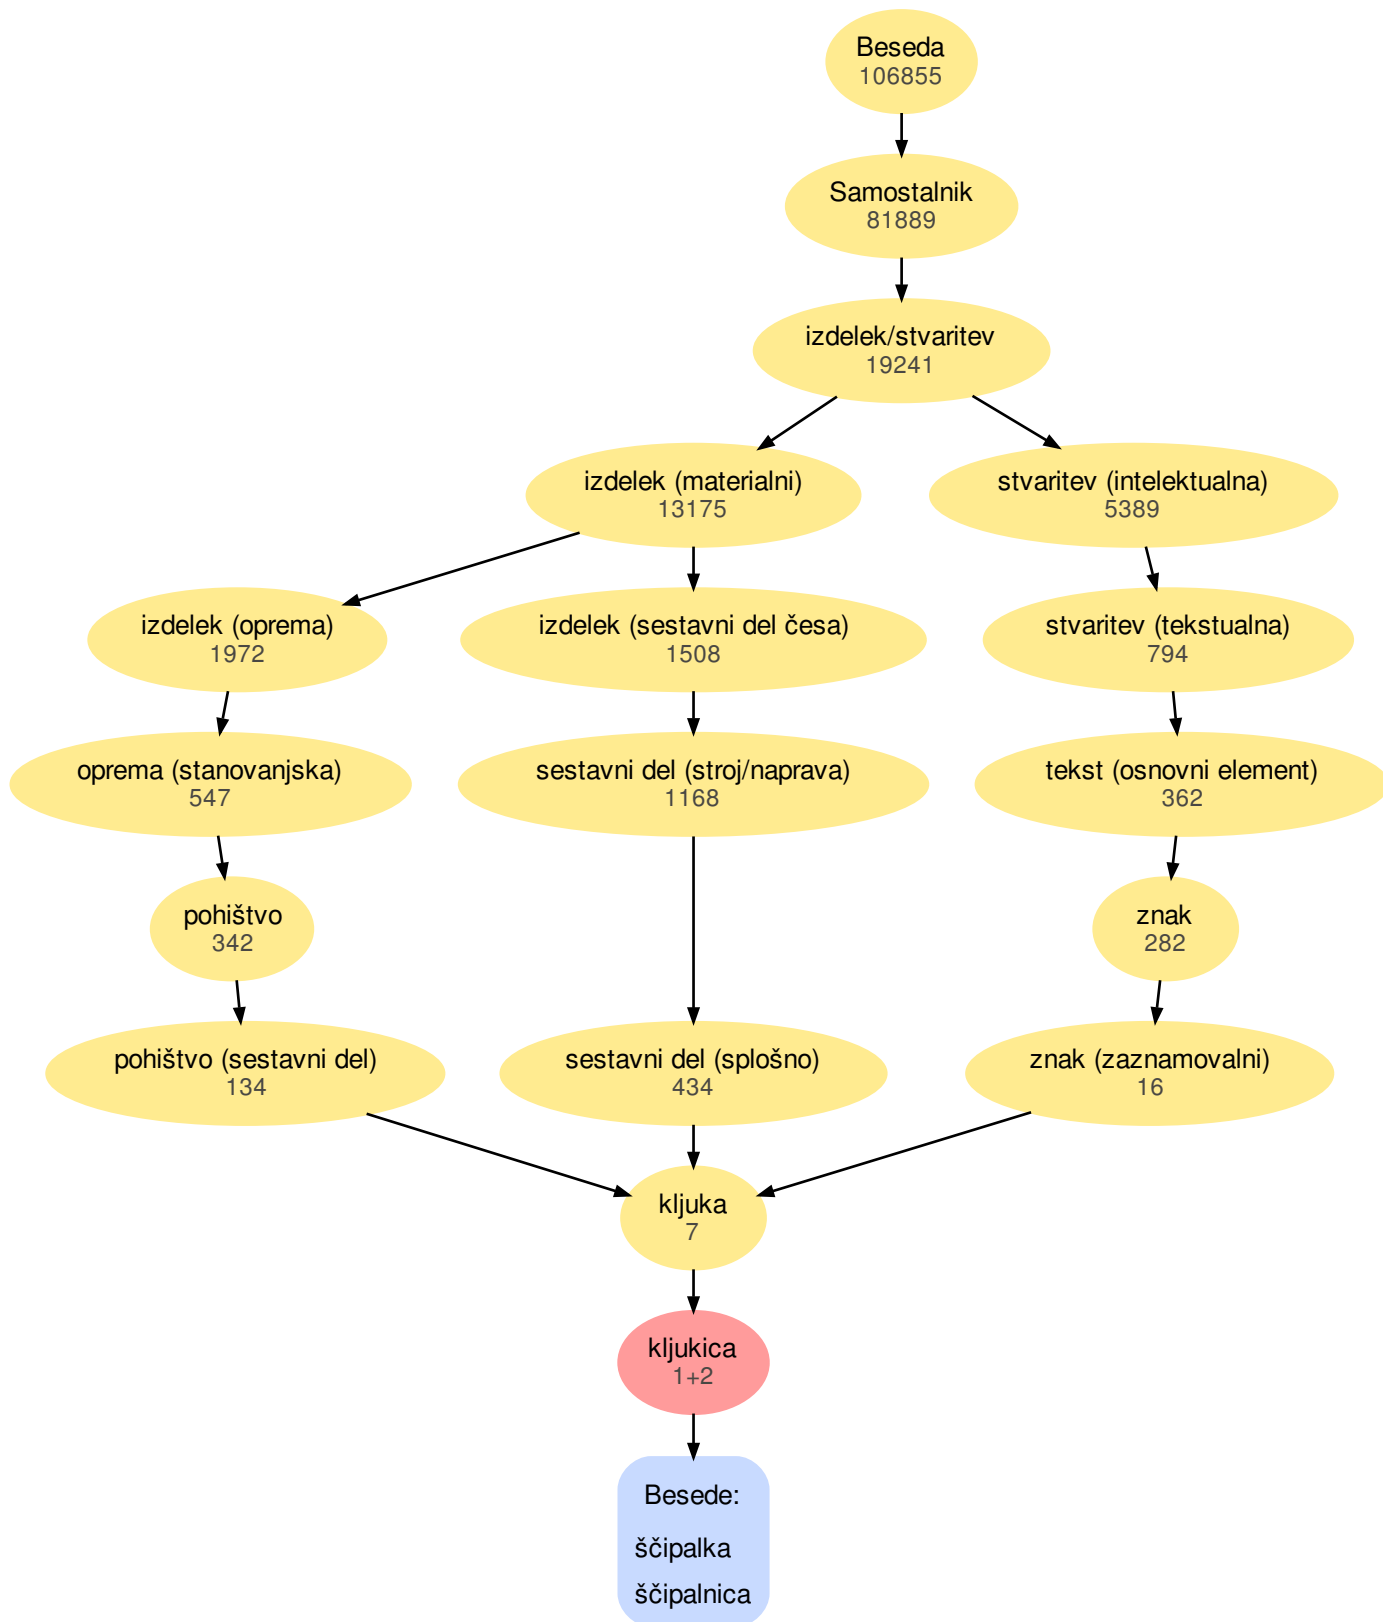 Beseda
106855
Samostalnik
81889
izdelek/stvaritev
19241
izdelek (materialni)
13175
stvaritev (intelektualna)
5389
izdelek (oprema)
1972
izdelek (sestavni del česa)
1508
stvaritev (tekstualna)
794
oprema (stanovanjska)
547
sestavni del (stroj/naprava)
1168
tekst (osnovni element)
362
pohištvo
342
znak
282
pohištvo (sestavni del)
134
sestavni del (splošno)
434
znak (zaznamovalni)
16
kljuka
7
kljukica
1+2
Besede:
ščipalka
ščipalnica